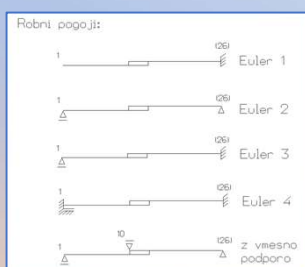 Robni pogoji:
1 (26) Euler 1
1 (26) Euler 2
1 (26) Euler 3
1 (26) Euler 4
10
1 (26) z vmesno
podporo